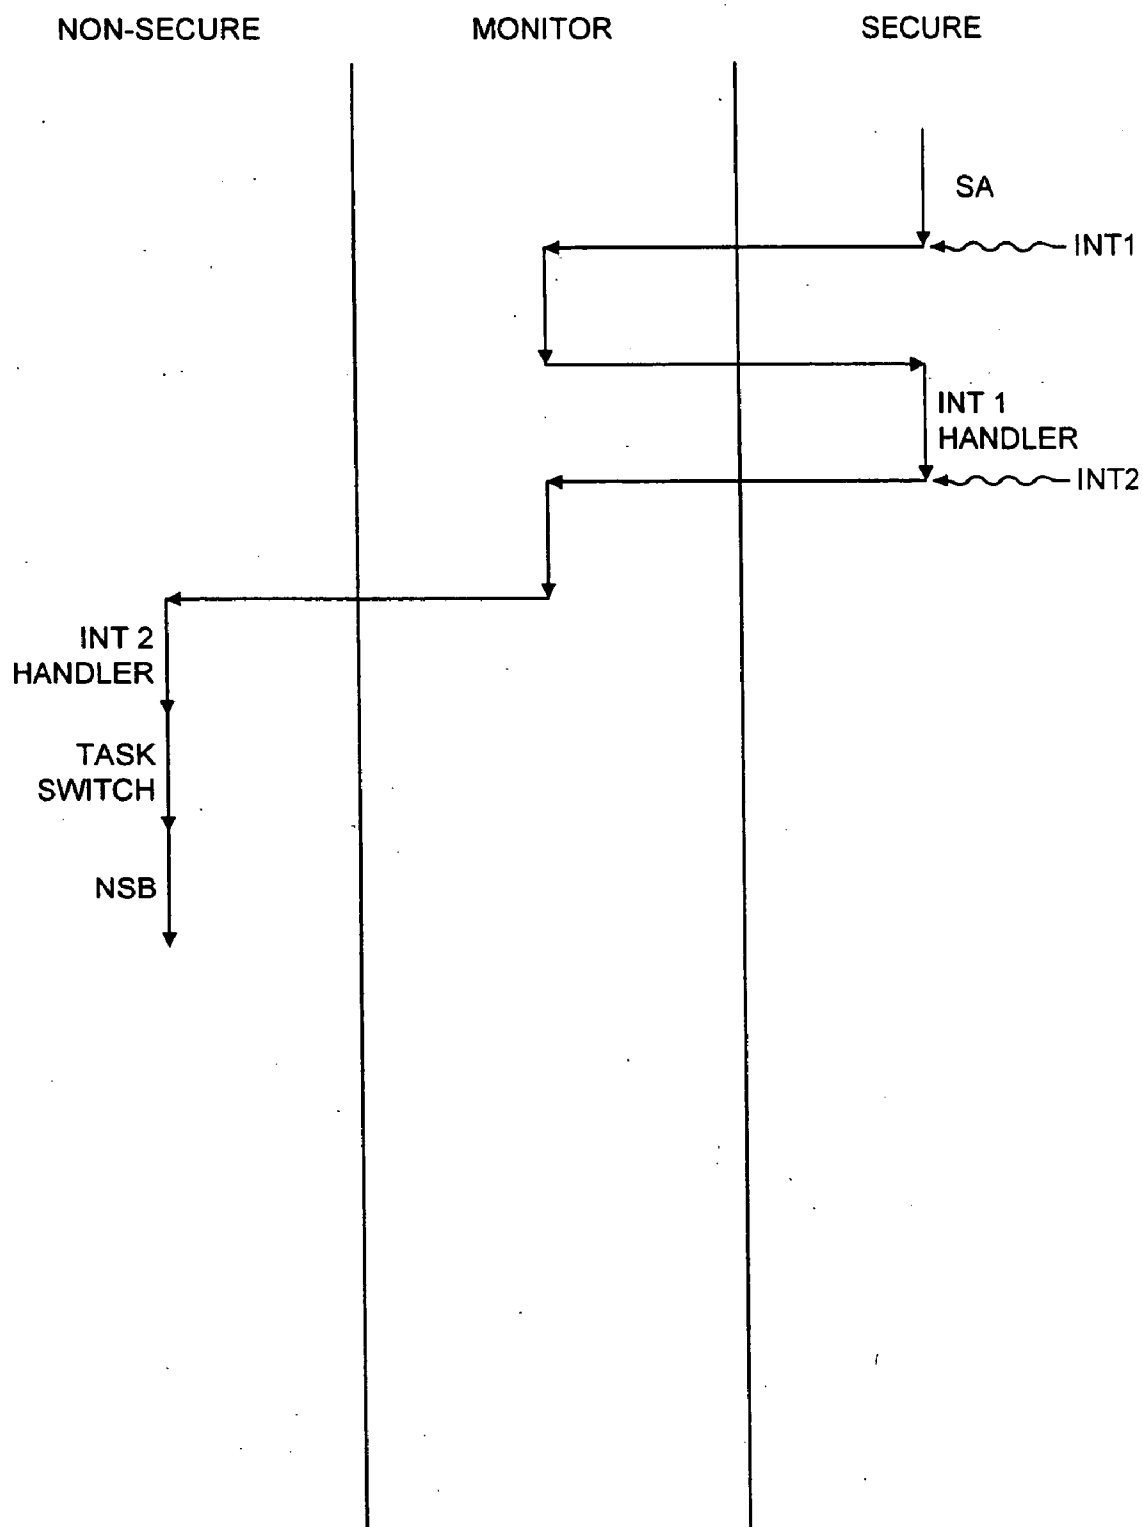 NON-SECURE
MONITOR
SECURE
SA
INT1
INT 1
HANDLER
INT2
INT 2
HANDLER
TASK
SWITCH
NSB